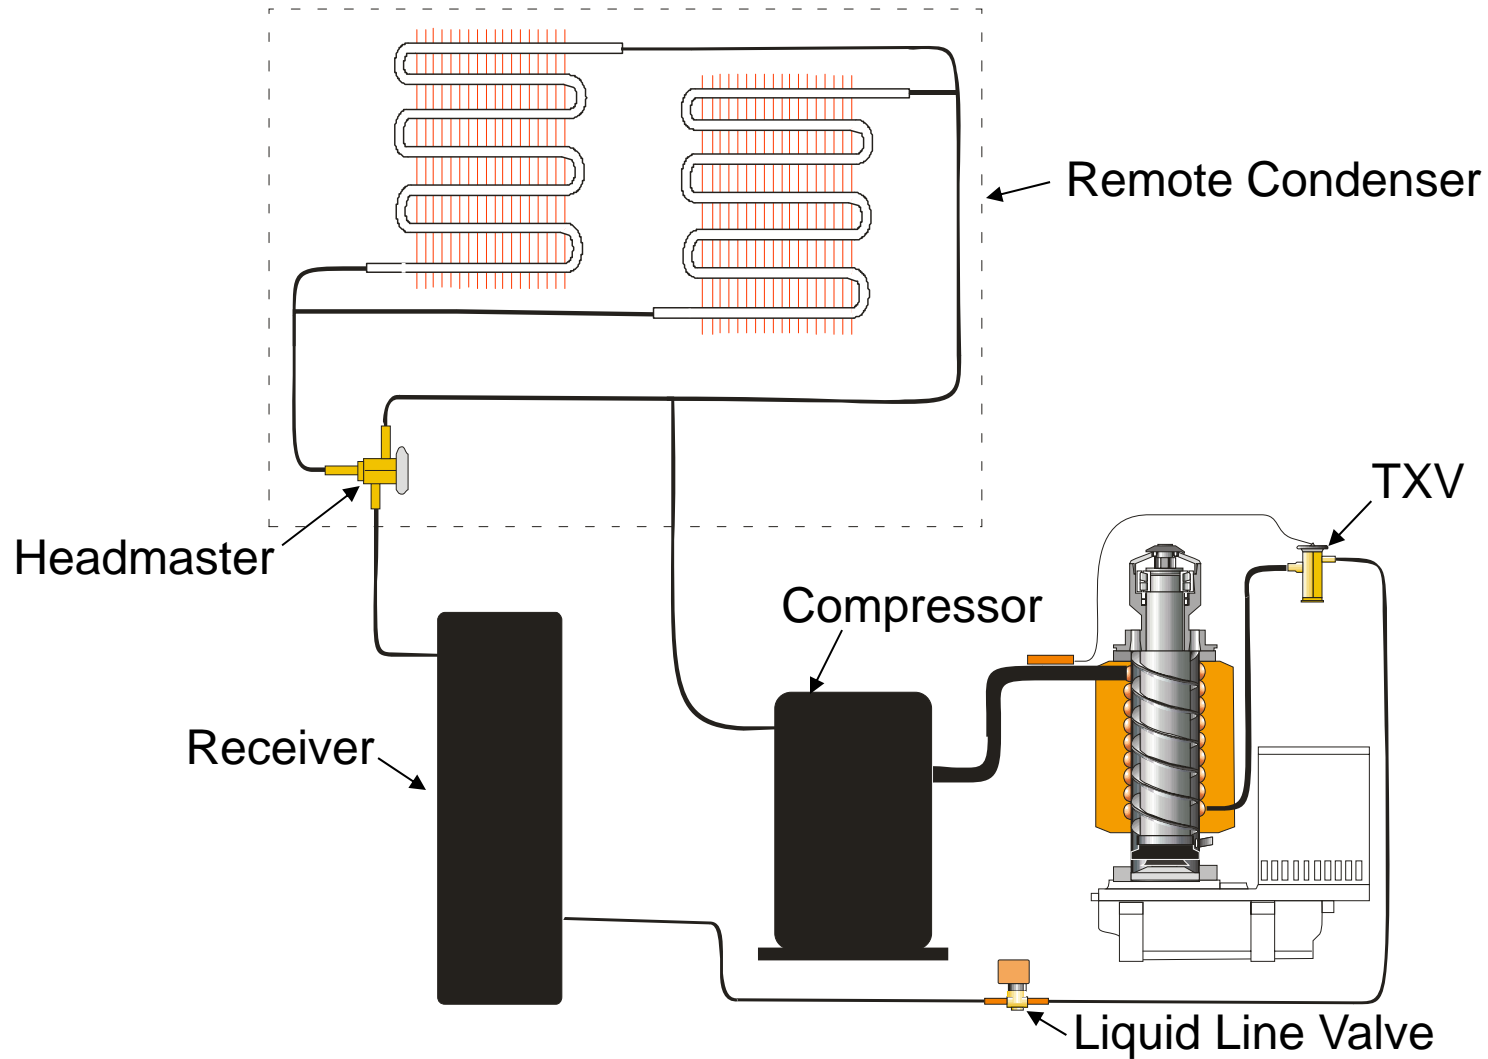 Remote Condenser
TXV
Headmaster
Compressor
Receiver
Liquid Line Valve